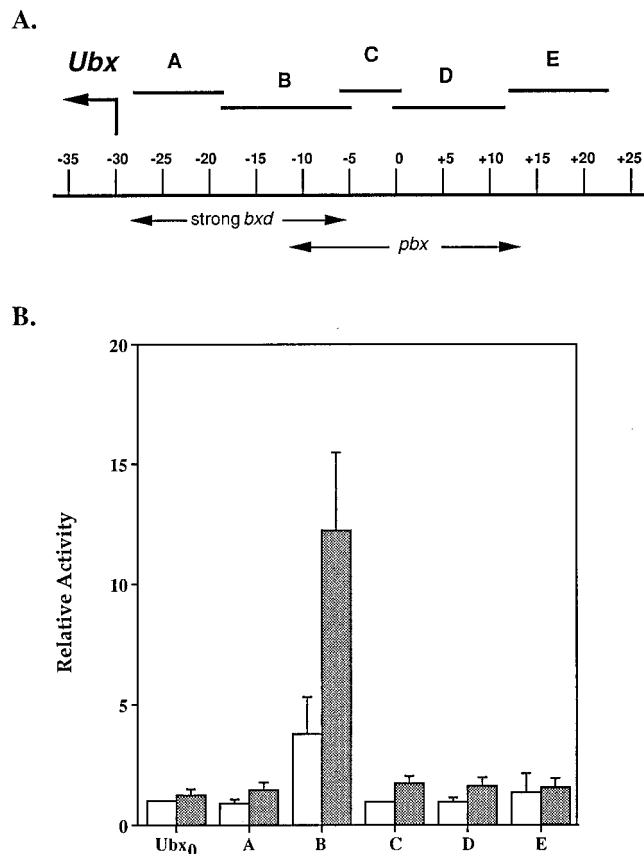 A.
Ubx
A
B
C
D
E
-35 -30 -25 -20 -15 -10 -5 0 +5 +10 +15 +20 +25
strong bxd
pbx
B.
20
15
10
5
0
Relative Activity
Ubx0 A B C D E